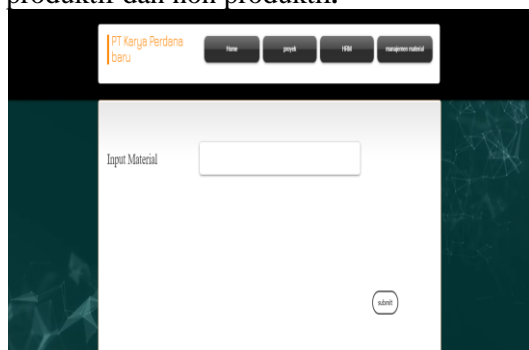 produktif dan non produktif.
PT Karya Perdana
baru
Home
proyek
HRM
manajemen material
Input Material
submit